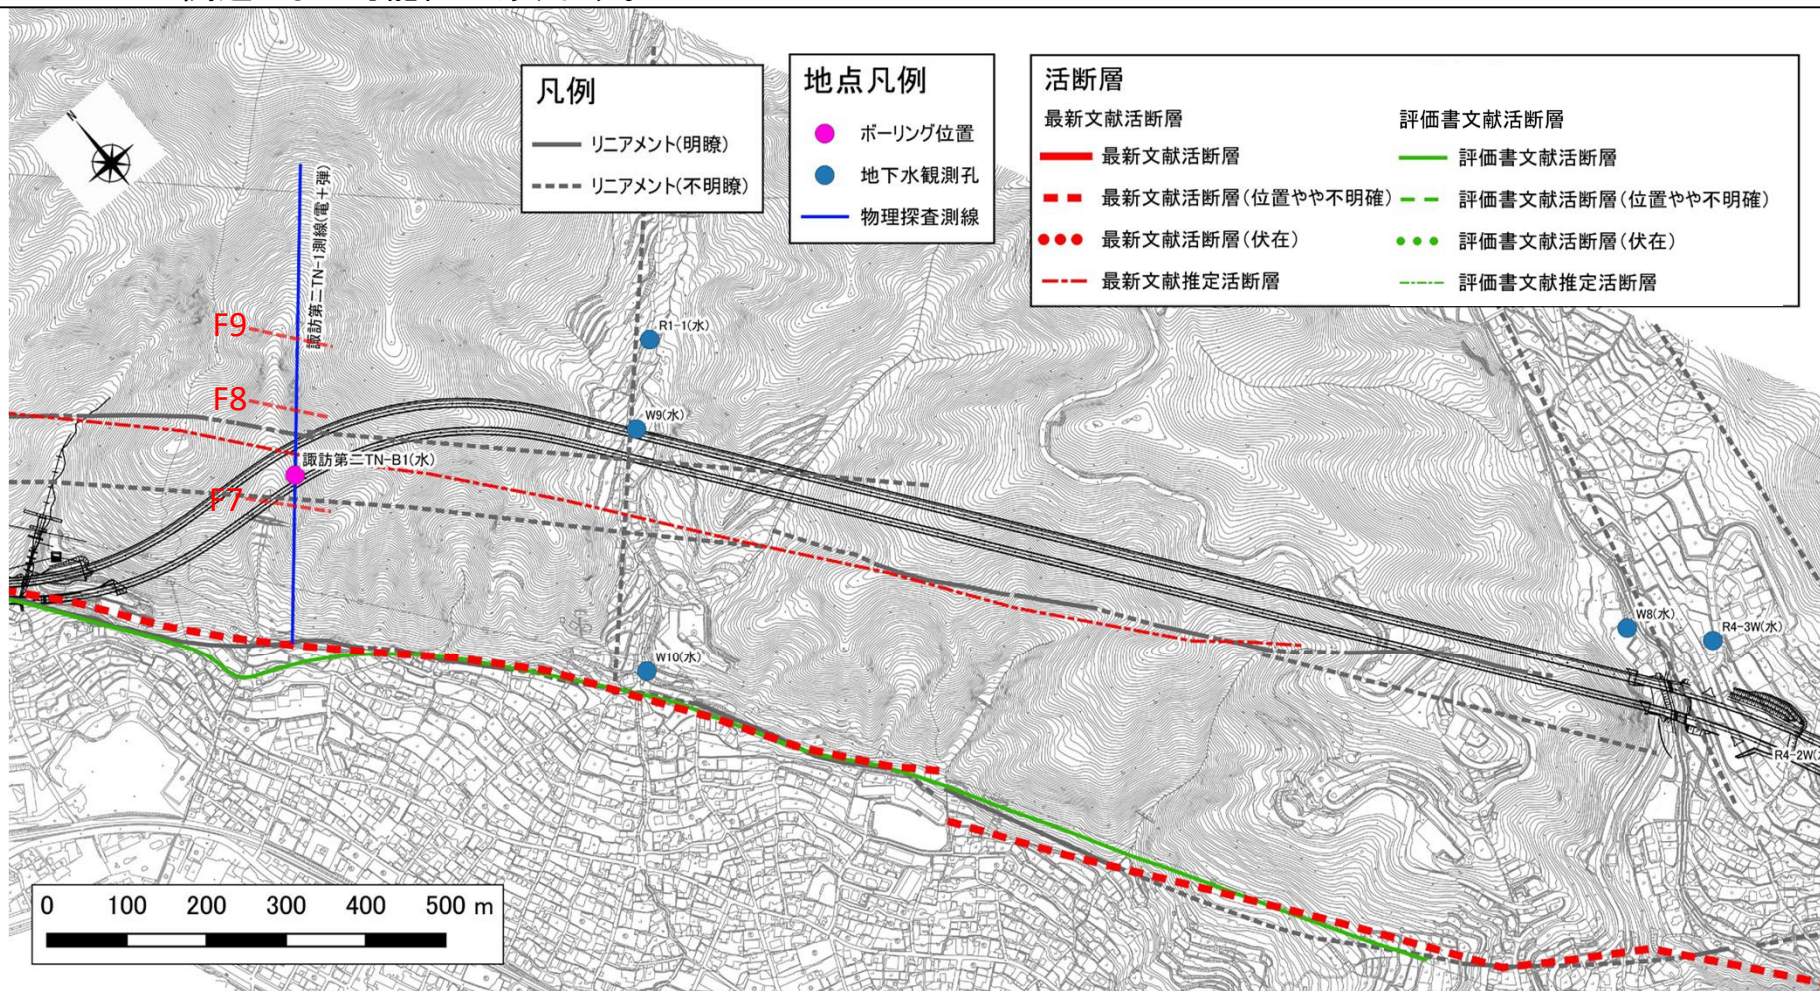 凡例
リニアメント(明瞭)
リニアメント(不明瞭)
地点凡例
ボーリング位置
地下水観測孔
物理探査測線
活断層
最新文献活断層
最新文献活断層
最新文献活断層(位置やや不明確)
最新文献活断層(伏在)
最新文献推定活断層
評価書文献活断層
評価書文献活断層
評価書文献活断層(位置やや不明確)
評価書文献活断層(伏在)
評価書文献推定活断層
N
諏訪第二TN-1測線(電+弾)
F9
F8
F7
諏訪第二TN-B1(水)
R1-1(水)
W9(水)
W10(水)
W8(水)
R4-3W(水)
R4-2W(
0 100 200 300 400 500 m